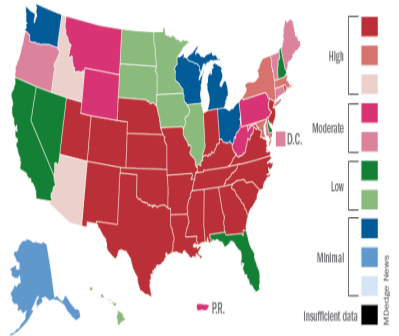 High
Moderate
D.C.
Low
Minimal
P.R.
Insufficient data
MDedge News